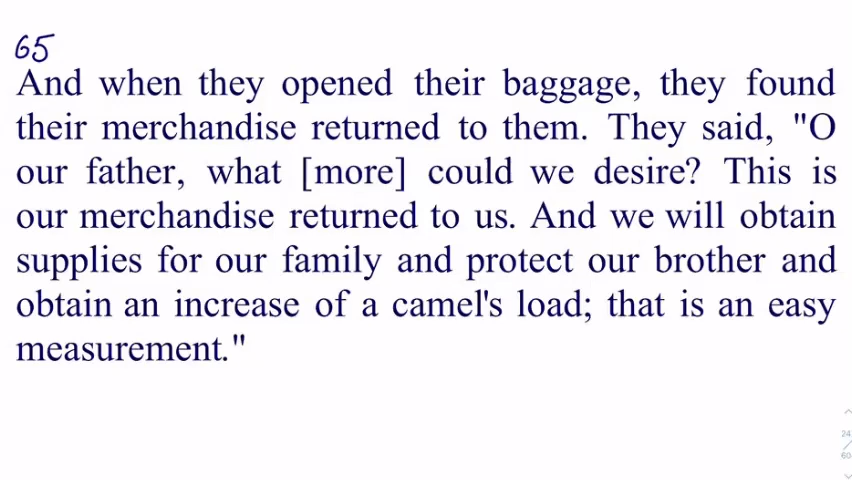 65
And when they opened their baggage, they found
their merchandise returned to them. They said, "O
our father, what [more] could we desire? This is
our merchandise returned to us. And we will obtain
supplies for our family and protect our brother and
obtain an increase of a camel's load; that is an easy
measurement."